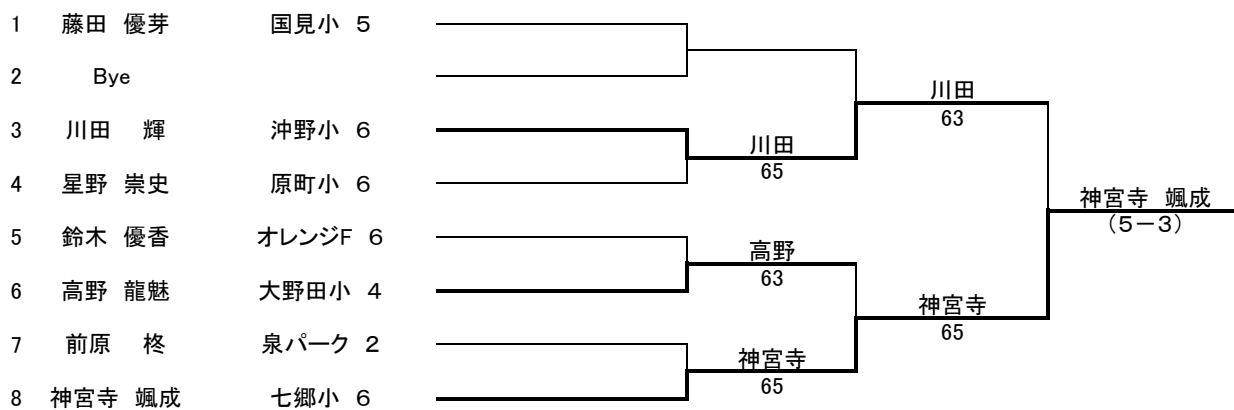 1 藤田 優芽 国見小 5
2 Bye
3 川田 輝 沖野小 6
4 星野 崇史 原町小 6
5 鈴木 優香 オレンジF 6
6 高野 龍魅 大野田小 4
7 前原 柊 泉パーク 2
8 神宮寺 颯成 七郷小 6
川田
65
高野
63
神宮寺
65
川田
63
神宮寺
65
神宮寺 颯成
(5-3)